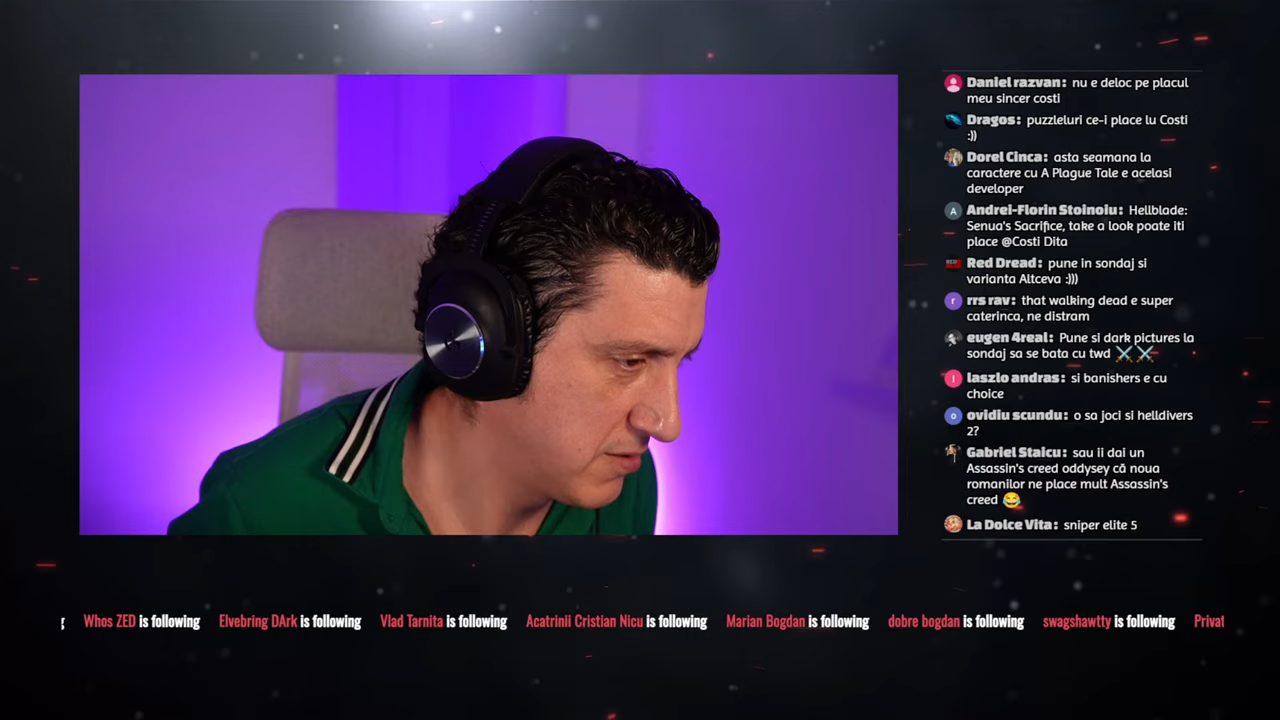 Daniel razvan: nu e deloc pe placul
meu sincer costi
Dragos: puzzleluri ce-i place lu Costi
:))
Dorel Cinca: asta seamana la
caractere cu A Plague Tale e acelasi
developer
A Andrei-Florin Stoinoiu: Hellblade:
Senua's Sacrifice, take a look poate iti
place @Costi Dita
Red Dread: pune in sondaj si
varianta Altceva :)))
r rrs rav: that walking dead e super
caterinca, ne distram
eugen 4real: Pune si dark pictures la
sondaj sa se bata cu twd ⚔️⚔️
l laszlo andras: si banishers e cu
choice
o ovidiu scundu: o sa joci si helldivers
2?
Gabriel Staicu: sau ii dai un
Assassin's creed oddysey că noua
romanilor ne place mult Assassin's
creed 😂
La Dolce Vita: sniper elite 5
Whos ZED is following Elvebring DArk is following Vlad Tarnita is following Acatrinii Cristian Nicu is following Marian Bogdan is following dobre bogdan is following swagshawtty is following Privat